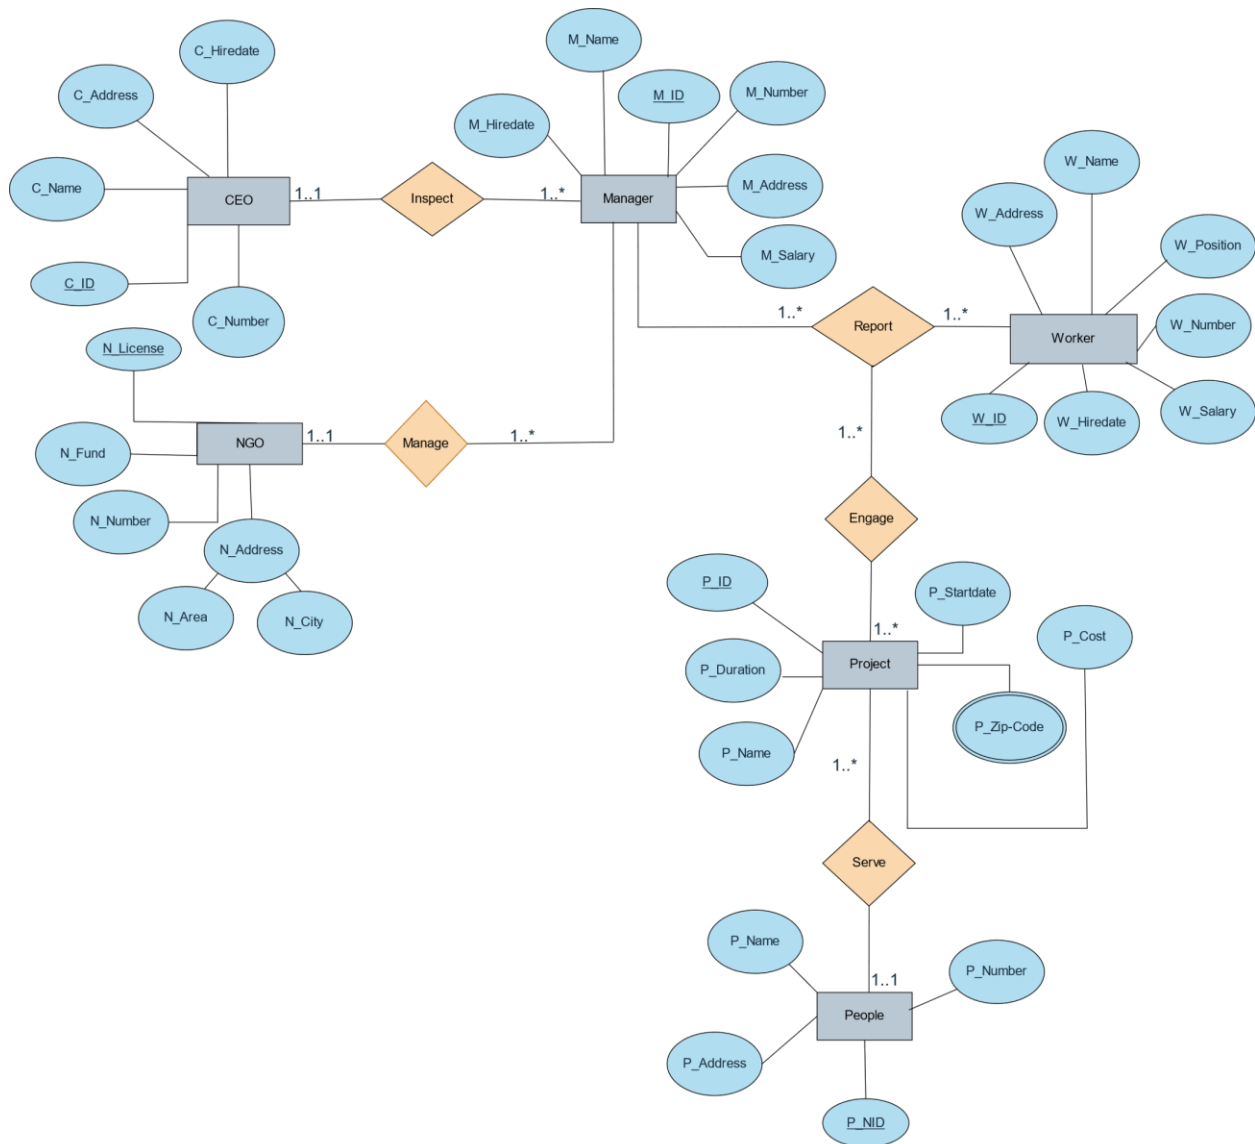 C_Hiredate
M_Name
C_Address
M_ID
M_Number
M_Hiredate
W_Name
C_Name
CEO
1..1
Inspect
1..*
Manager
M_Address
W_Address
W_Position
M_Salary
C_ID
C_Number
1..*
Report
1..*
Worker
W_Number
N_License
W_ID
W_Hiredate
W_Salary
NGO
1..1
Manage
1..*
1..*
N_Fund
N_Number
Engage
N_Address
P_ID
P_Startdate
N_Area
N_City
1..*
P_Cost
P_Duration
Project
P_Zip-Code
P_Name
1..*
Serve
P_Name
P_Number
1..1
People
P_Address
P_NID